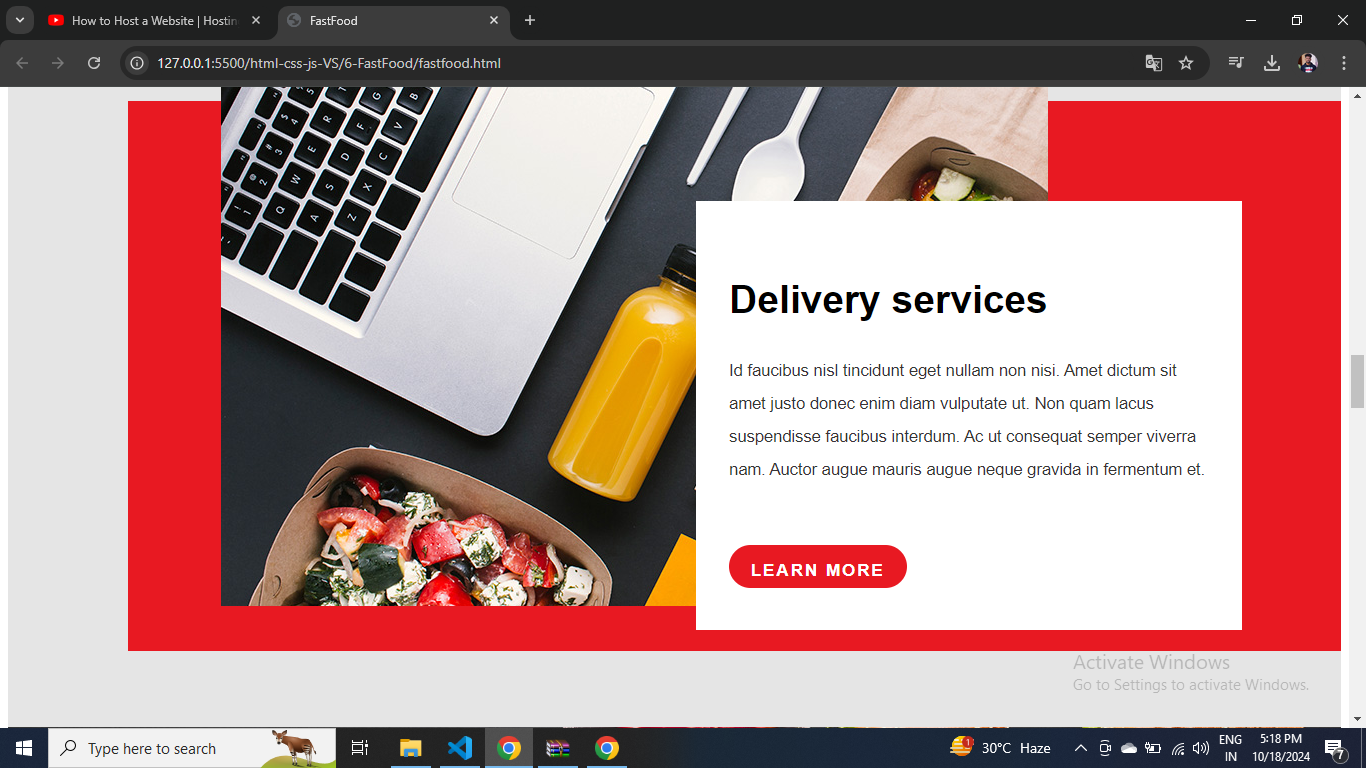 How to Host a Website | Hostin
FastFood
127.0.0.1:5500/html-css-js-VS/6-FastFood/fastfood.html
Delivery services
Id faucibus nisl tincidunt eget nullam non nisi. Amet dictum sit
amet justo donec enim diam vulputate ut. Non quam lacus
suspendisse faucibus interdum. Ac ut consequat semper viverra
nam. Auctor augue mauris augue neque gravida in fermentum et.
LEARN MORE
Activate Windows
Go to Settings to activate Windows.
Type here to search
1
30°C Haze
ENG
IN
5:18 PM
10/18/2024
7